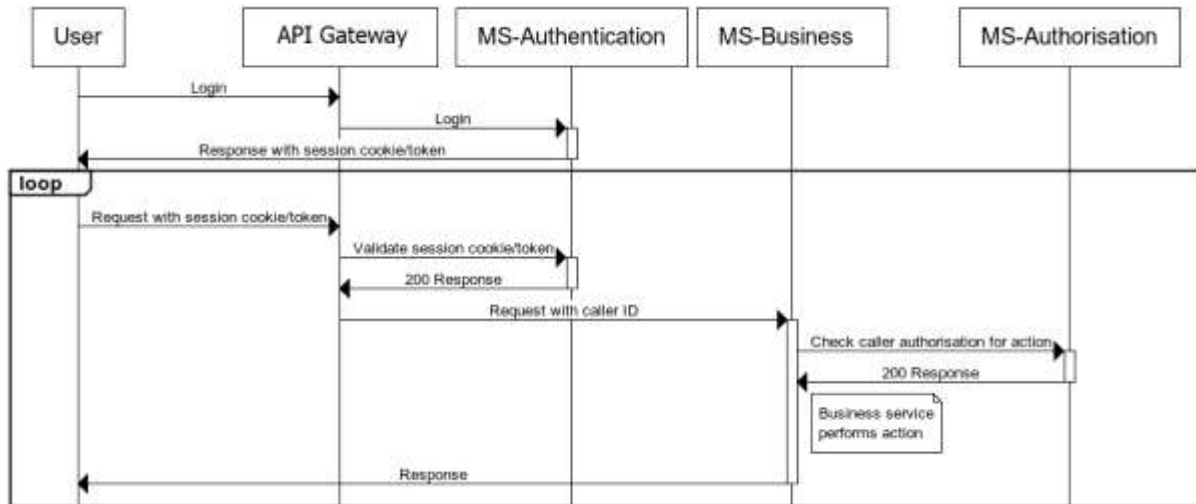 User API Gateway MS-Authentication MS-Business MS-Authorisation
Login
Login
Response with session cookie/token
loop
Request with session cookie/token
Validate session cookie/token
200 Response
Request with caller ID
Check caller authorisation for action
200 Response
Business service
performs action
Response